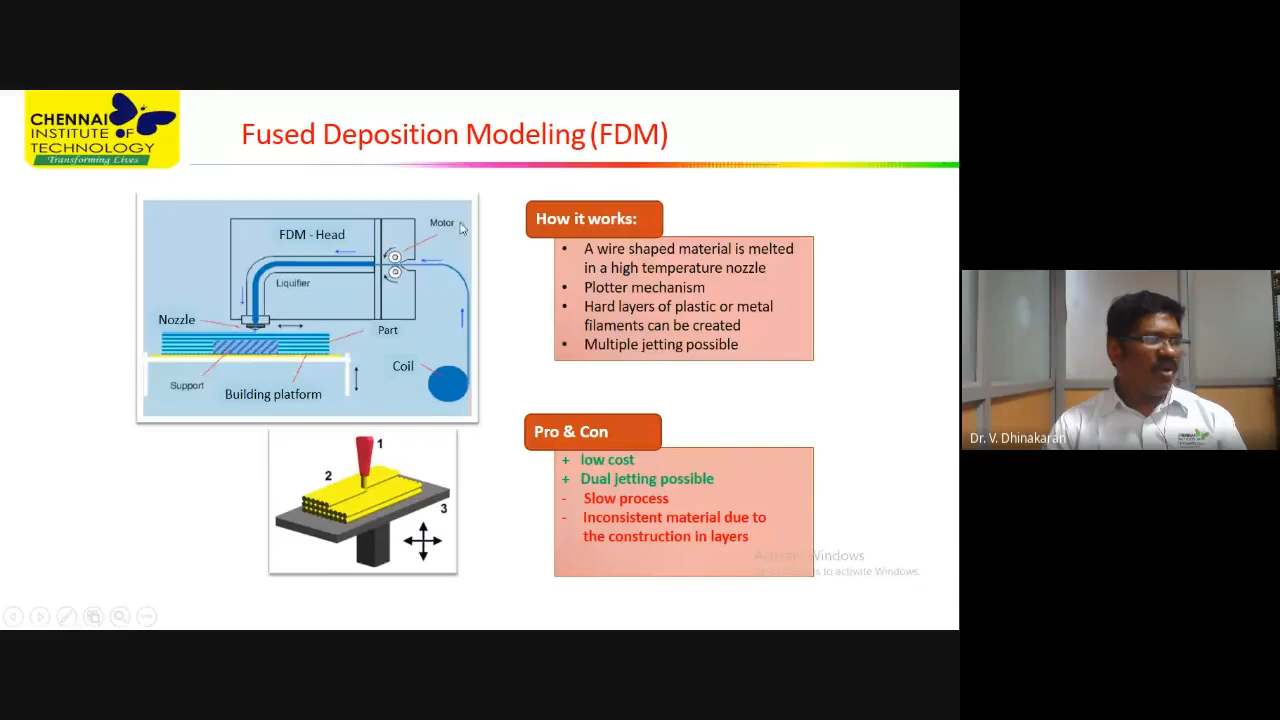 CHENNAI
INSTITUTE OF
TECHNOLOGY
Transforming Lives
Fused Deposition Modeling (FDM)
FDM - Head
Motor
Liquifier
Nozzle
Part
Coil
Support
Building platform
1
2
3
How it works:
• A wire shaped material is melted
in a high temperature nozzle
• Plotter mechanism
• Hard layers of plastic or metal
filaments can be created
• Multiple jetting possible
Pro & Con
+ low cost
+ Dual jetting possible
- Slow process
- Inconsistent material due to
the construction in layers
Windows
to activate Windows.
Dr. V. Dhinakaran
CHENNAI